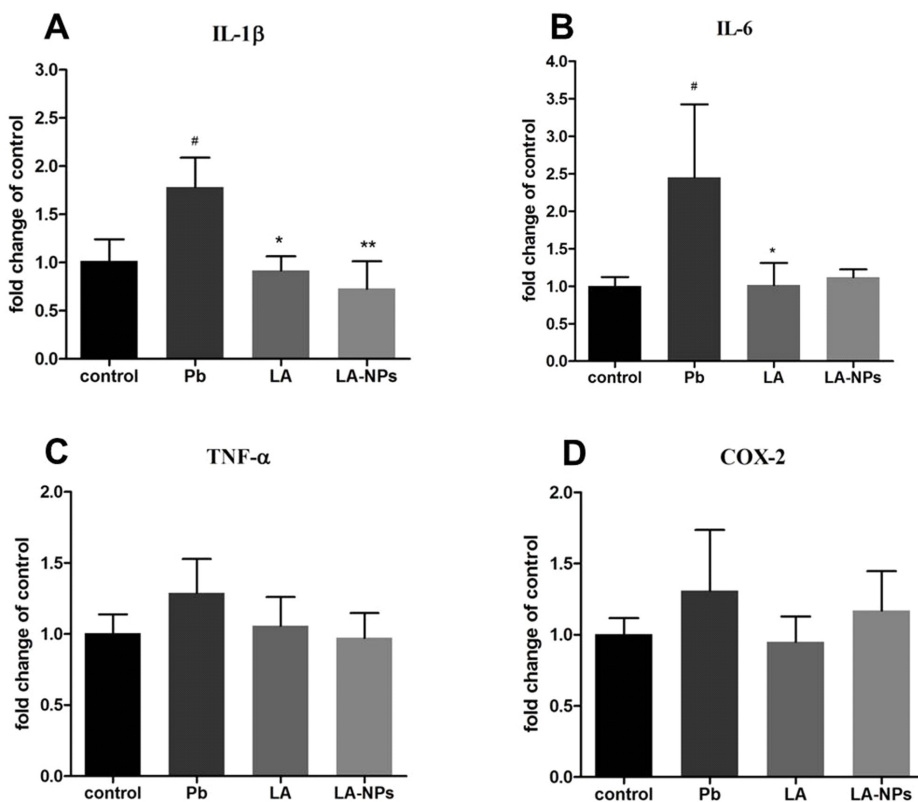 A
IL-1β
fold change of control
3.0
2.5
2.0
1.5
1.0
0.5
0.0
#
*
**
control Pb LA LA-NPs
B
IL-6
fold change of control
4.0
3.5
3.0
2.5
2.0
1.5
1.0
0.5
0.0
#
*
control Pb LA LA-NPs
C
TNF-α
fold change of control
2.0
1.5
1.0
0.5
0.0
control Pb LA LA-NPs
D
COX-2
fold change of control
2.0
1.5
1.0
0.5
0.0
control Pb LA LA-NPs